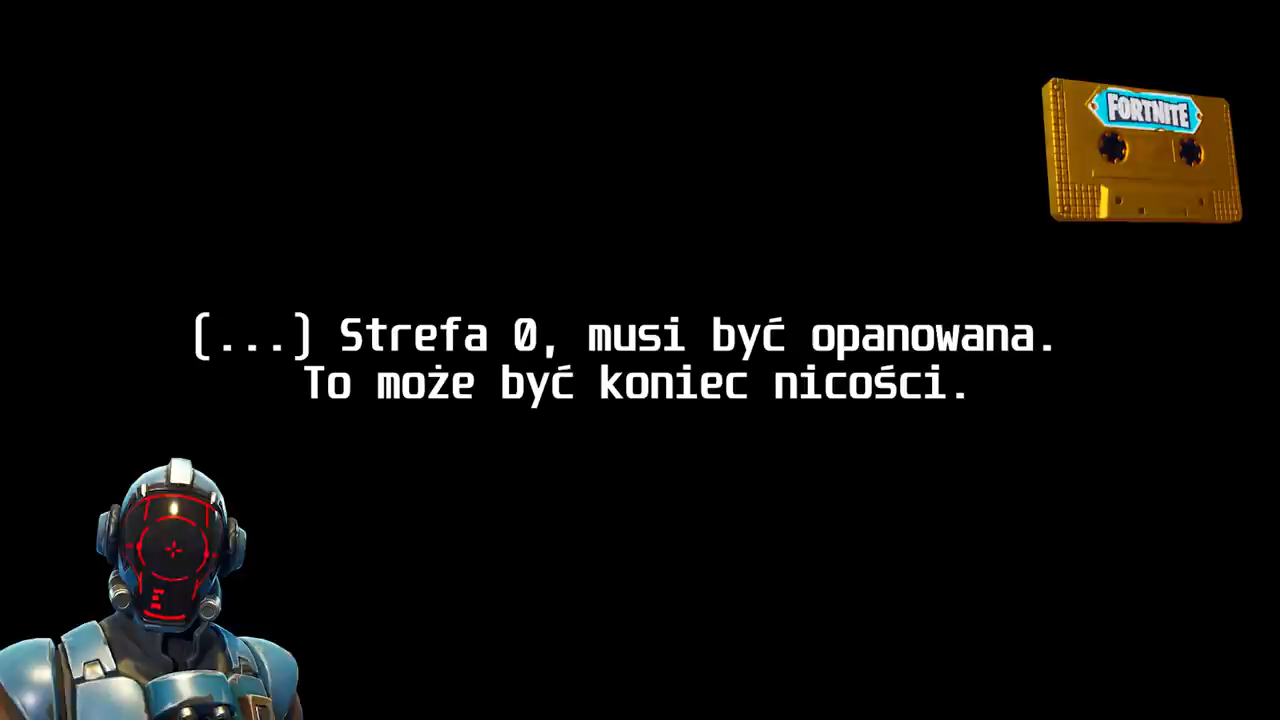 FORTNITE
(...) Strefa 0, musi być opanowana.
To może być koniec nicości.